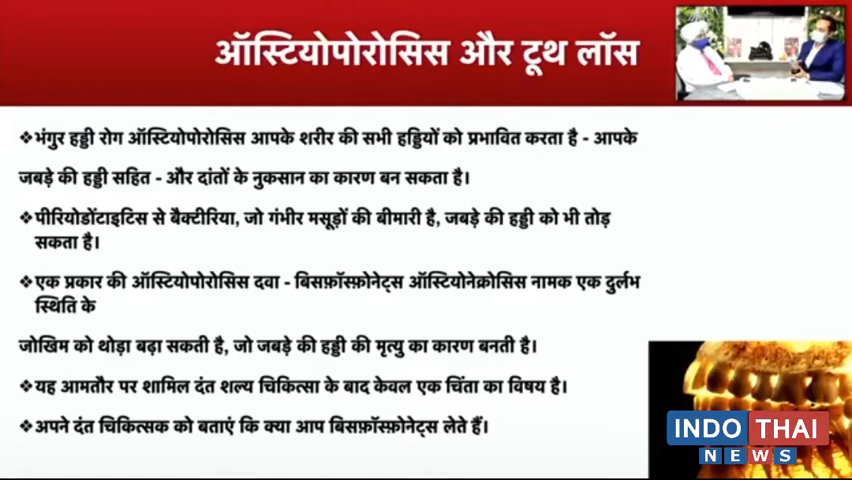 ऑस्टियोपोरोसिस और टूथ लॉस
❖भंगुर हड्डी रोग ऑस्टियोपोरोसिस आपके शरीर की सभी हड्डियों को प्रभावित करता है - आपके
जबड़े की हड्डी सहित - और दांतों के नुकसान का कारण बन सकता है।
❖पीरियोडोंटाइटिस से बैक्टीरिया, जो गंभीर मसूड़ों की बीमारी है, जबड़े की हड्डी को भी तोड़
सकता है।
❖एक प्रकार की ऑस्टियोपोरोसिस दवा - बिसफ़ॉस्फ़ोनेट्स ऑस्टियोनेक्रोसिस नामक एक दुर्लभ
स्थिति के
जोखिम को थोड़ा बढ़ा सकती है, जो जबड़े की हड्डी की मृत्यु का कारण बनती है।
❖यह आमतौर पर शामिल दंत शल्य चिकित्सा के बाद केवल एक चिंता का विषय है।
❖अपने दंत चिकित्सक को बताएं कि क्या आप बिसफ़ॉस्फ़ोनेट्स लेते हैं।
INDO THAI
NEWS